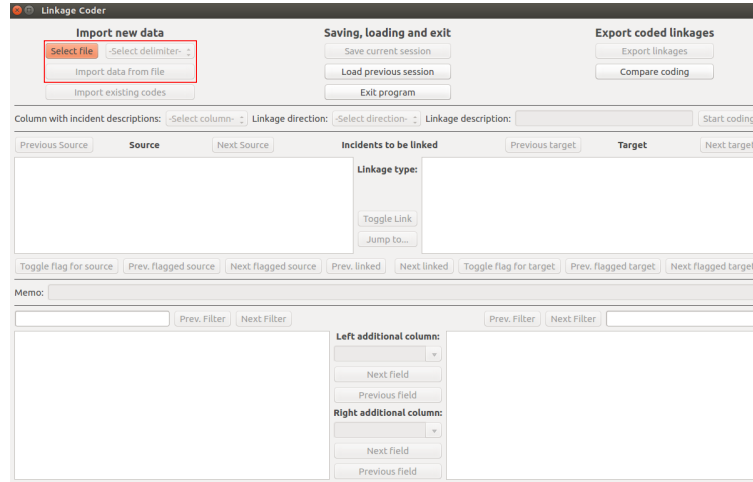 Linkage Coder
Import new data Saving, loading and exit Export coded linkages
Select file -Select delimiter- Save current session Export linkages
Import data from file Load previous session Compare coding
Import existing codes Exit program
Column with incident descriptions: -Select column- Linkage direction: -Select direction- Linkage description: Start coding
Previous Source Source Next Source Incidents to be linked Previous target Target Next target
Linkage type:
Toggle Link
Jump to...
Toggle flag for source Prev. flagged source Next flagged source Prev. linked Next linked Toggle flag for target Prev. flagged target Next flagged target
Memo:
Prev. Filter Next Filter Prev. Filter Next Filter
Left additional column:
Next field
Previous field
Right additional column:
Next field
Previous field